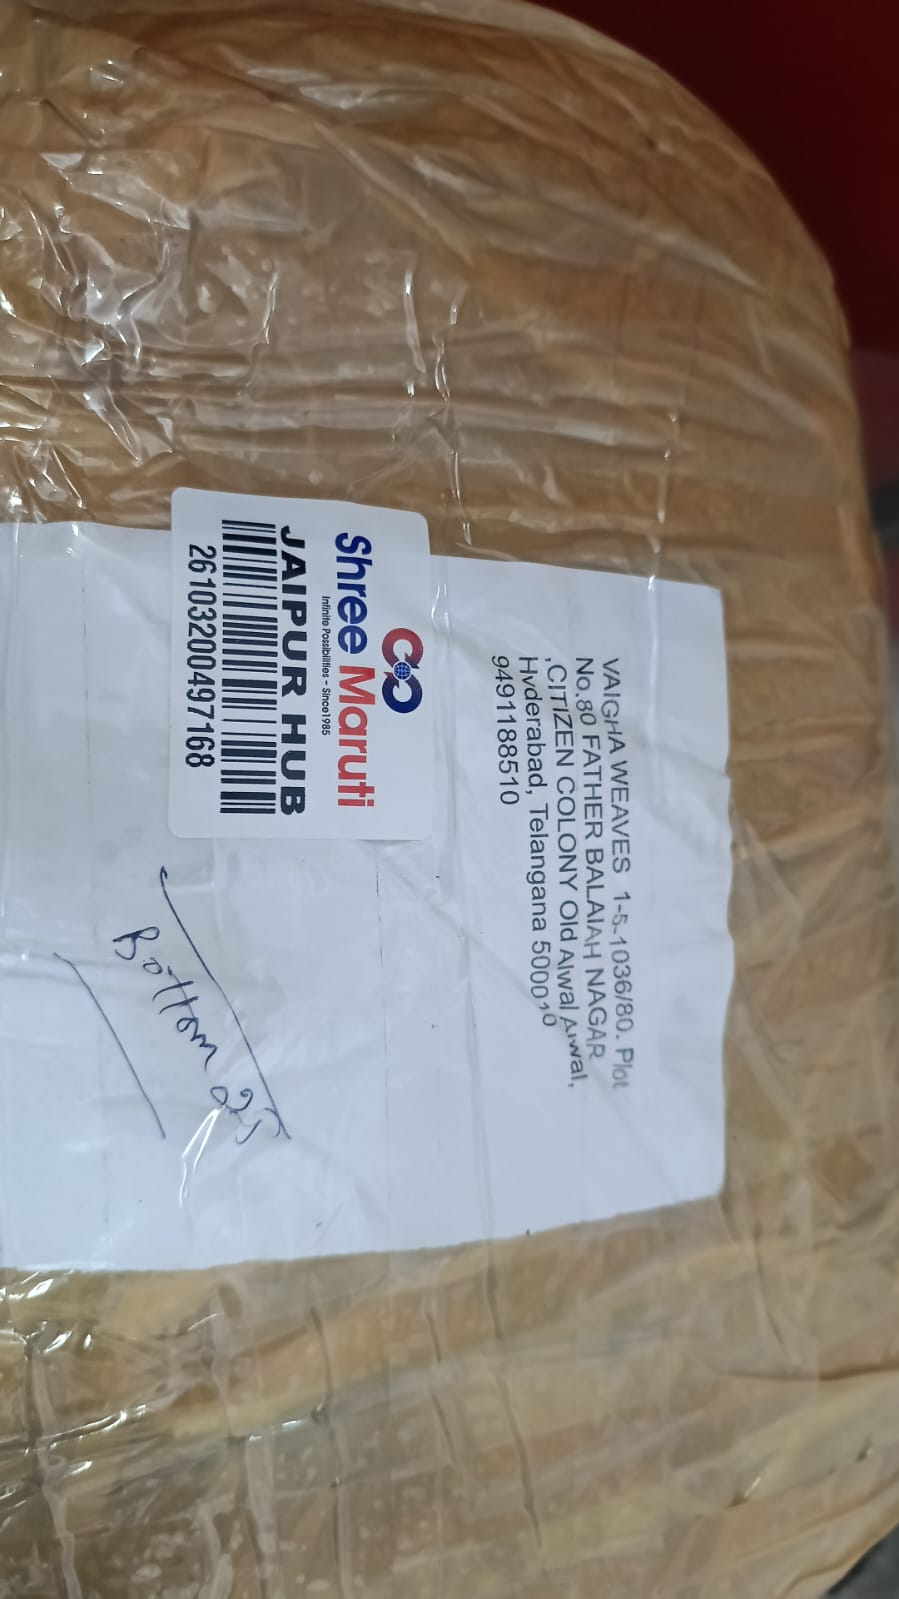 VAIGHA WEAVES 1-5-1036/80. Plot
No.80 FATHER BALAIAH NAGAR
,CITIZEN COLONY Old Alwal Alwal,
Hyderabad, Telangana 500010
9491188510
Shree Maruti
Infinite Possibilities - Since1985
JAIPUR HUB
26103200497168
Bottom 25